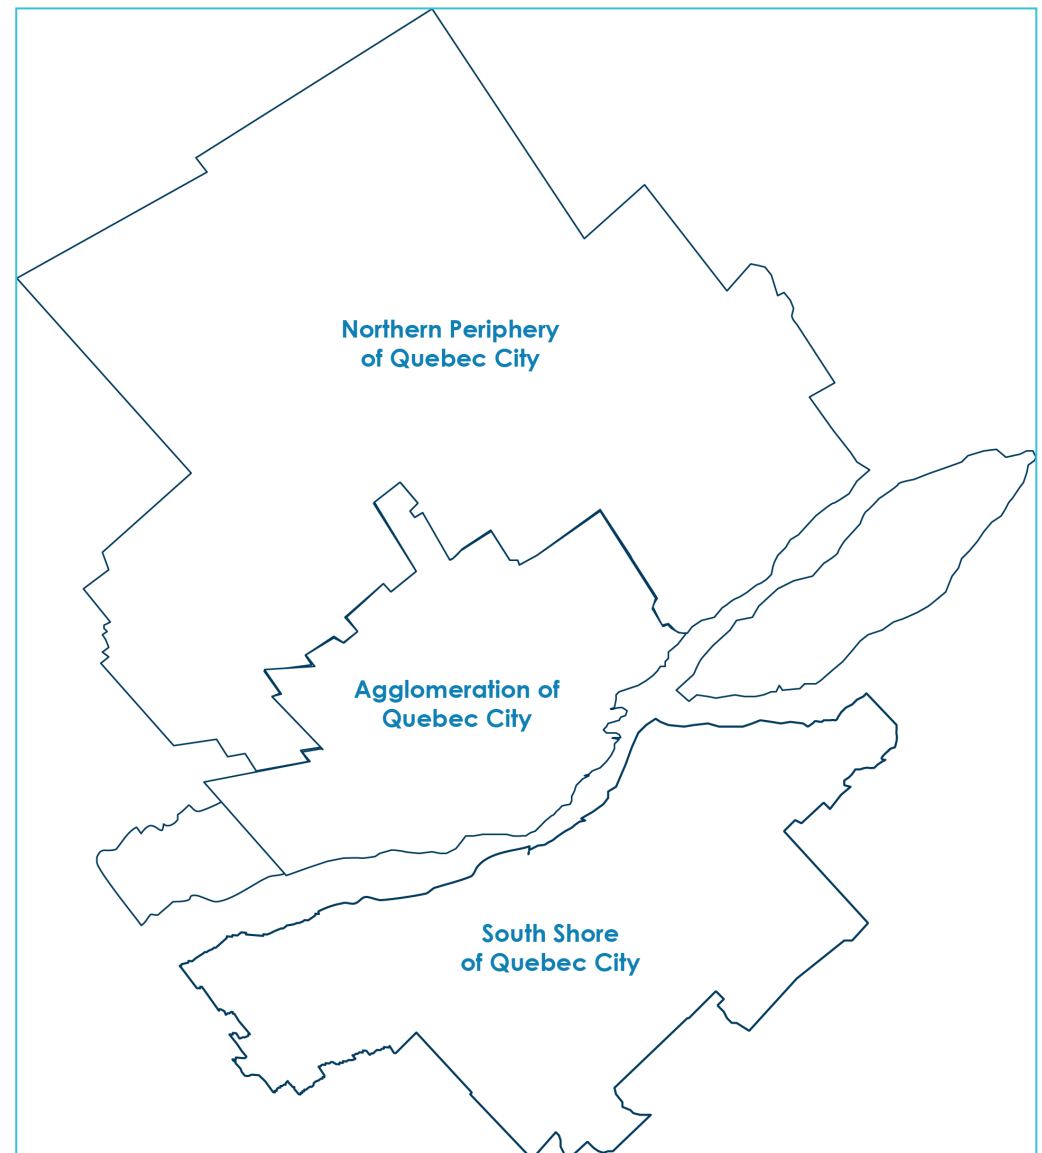 Northern Periphery
of Quebec City
Agglomeration of
Quebec City
South Shore
of Quebec City